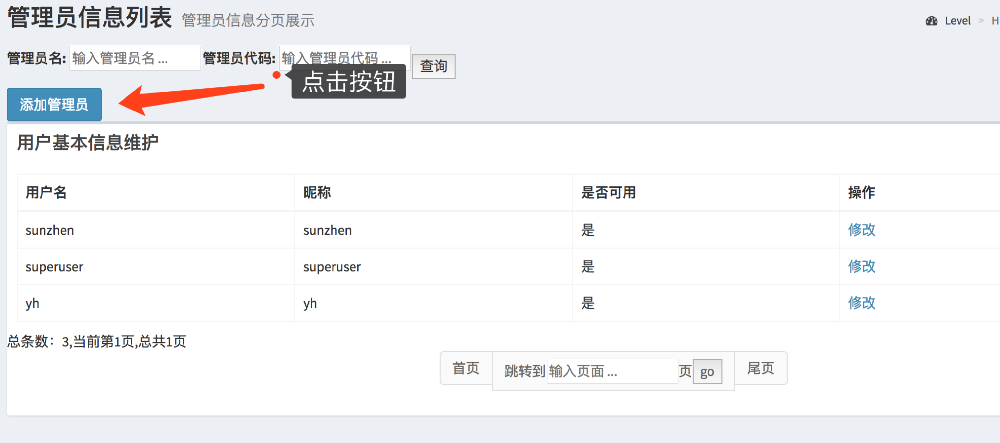 管理员信息列表 管理员信息分页展示
Level >
管理员名: 输入管理员名 ... 管理员代码: 输入管理员代码 ... 查询
点击按钮
添加管理员
用户基本信息维护
用户名 昵称 是否可用 操作
sunzhen sunzhen 是 修改
superuser superuser 是 修改
yh yh 是 修改
总条数：3,当前第1页,总共1页
首页 跳转到 输入页面 ... 页 go 尾页